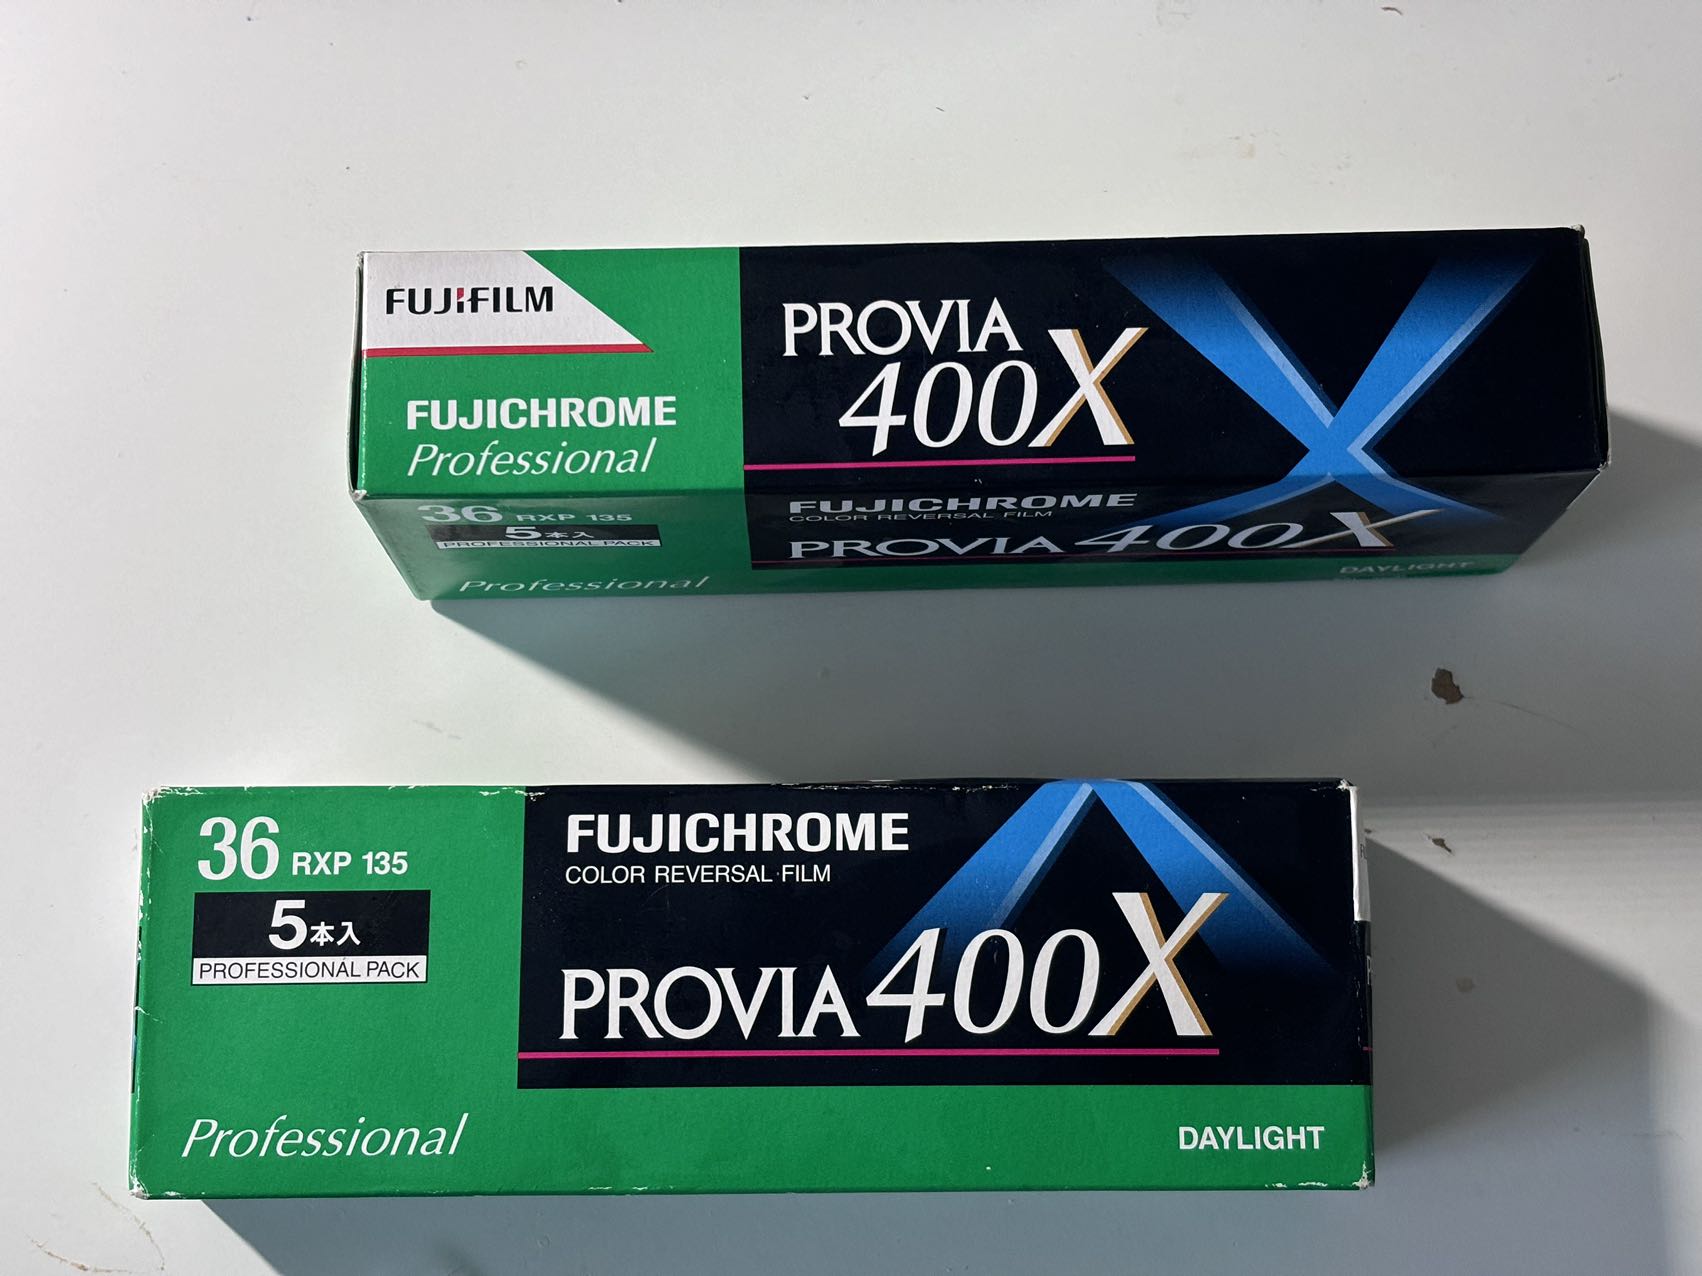 FUJIFILM
FUJICHROME
Professional
PROVIA
400X
36 RXP 135
5本入
PROFESSIONAL PACK
Professional
FUJICHROME
COLOR REVERSAL FILM
PROVIA 400X
DAYLIGHT
36 RXP 135
5本入
PROFESSIONAL PACK
Professional
FUJICHROME
COLOR REVERSAL FILM
PROVIA 400X
DAYLIGHT